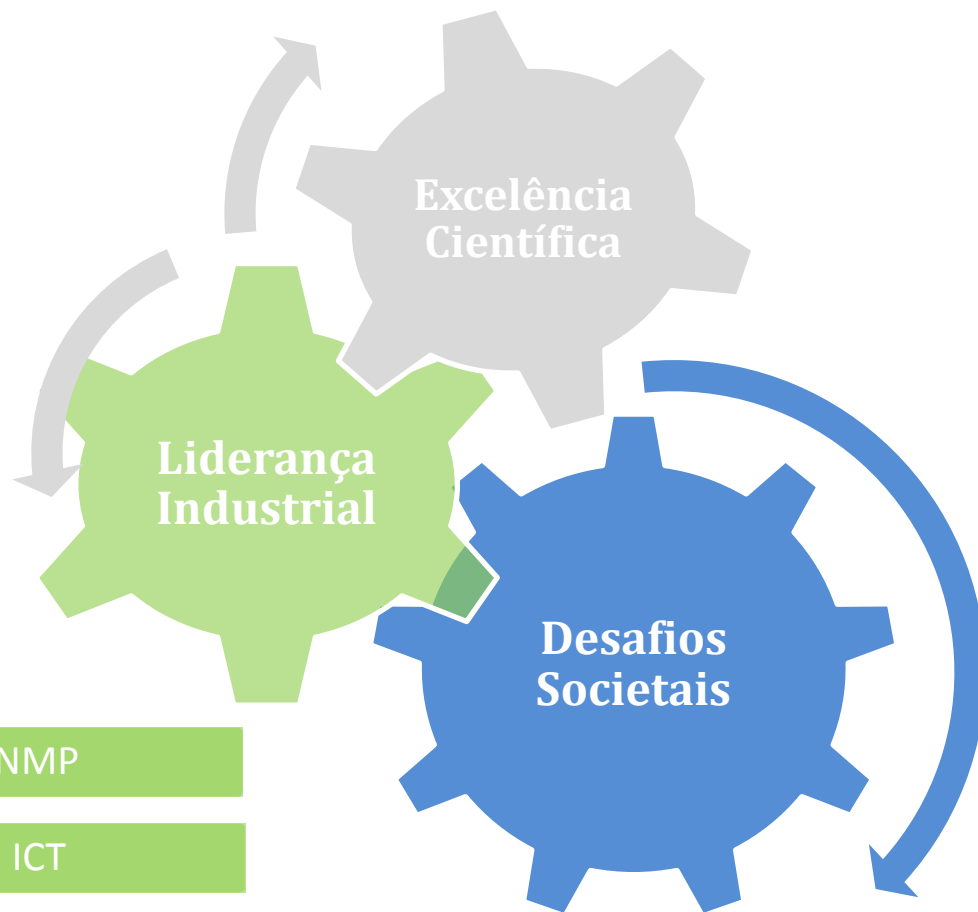 Excelência
Científica
Liderança
Industrial
Desafios
Societais
NMP
ICT